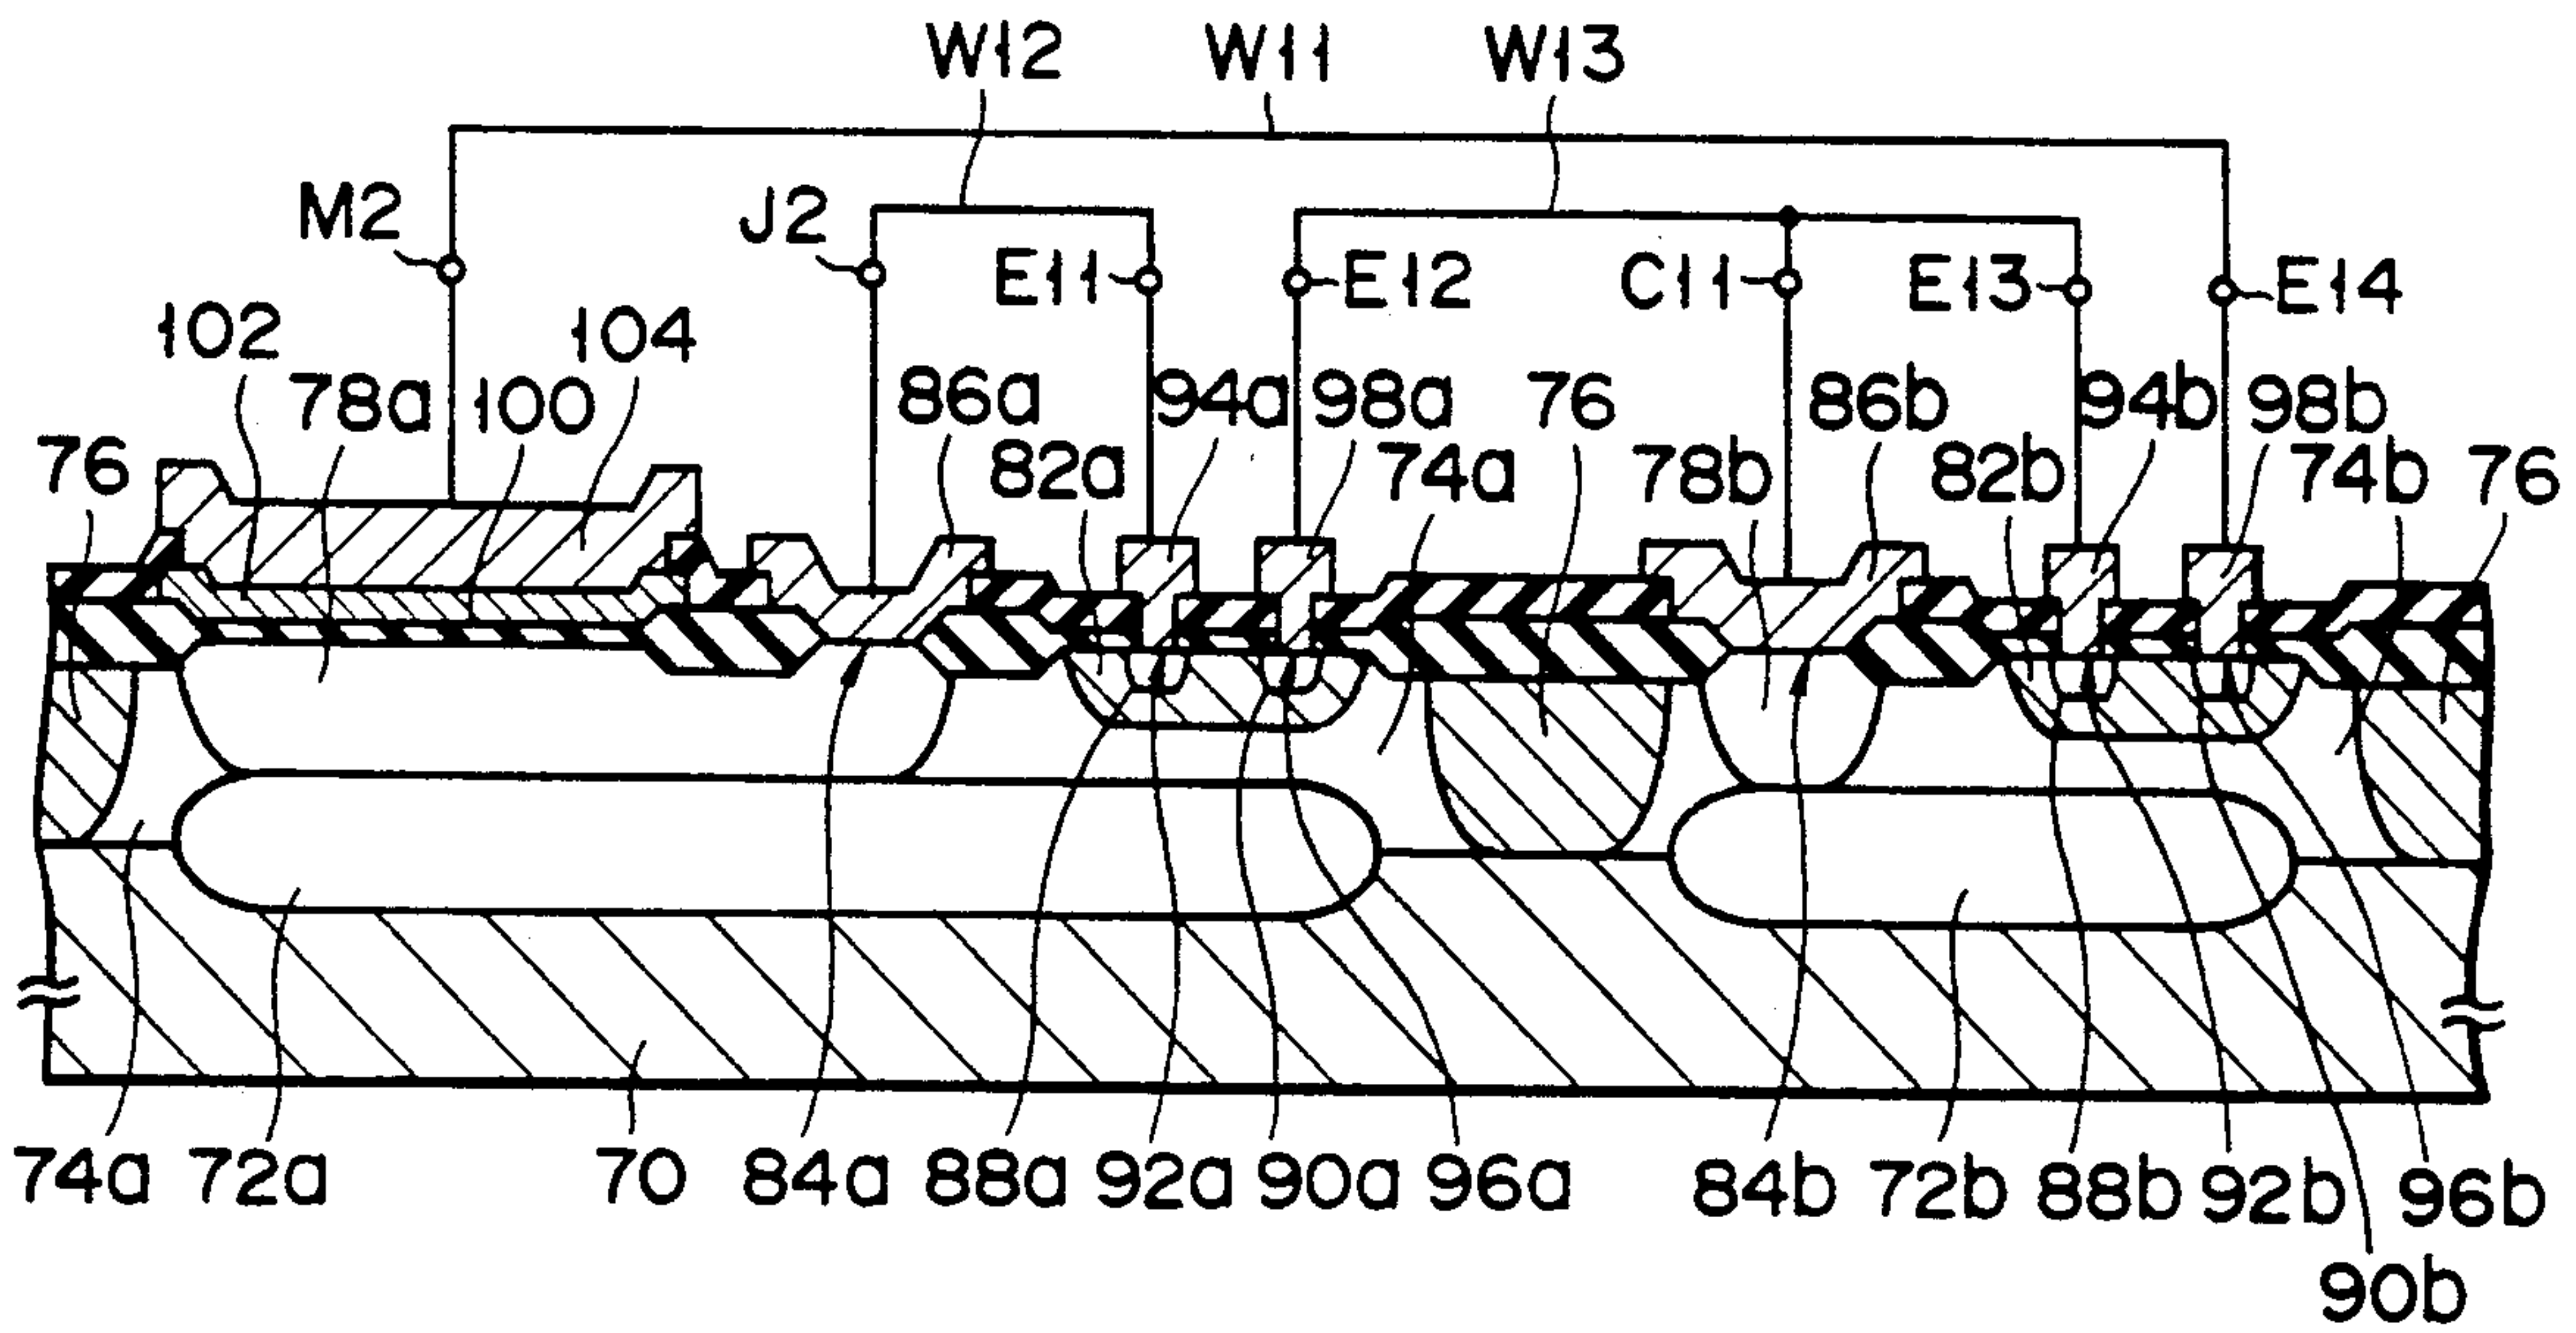 W12 W11 W13
M2 J2 E11 E12 C11 E13 E14
102 104
78a 100 86a 94a 98a 76 86b 94b 98b
76 82a 74a 78b 82b 74b 76
74a 72a 70 84a 88a 92a 90a 96a 84b 72b 88b 92b 96b
90b